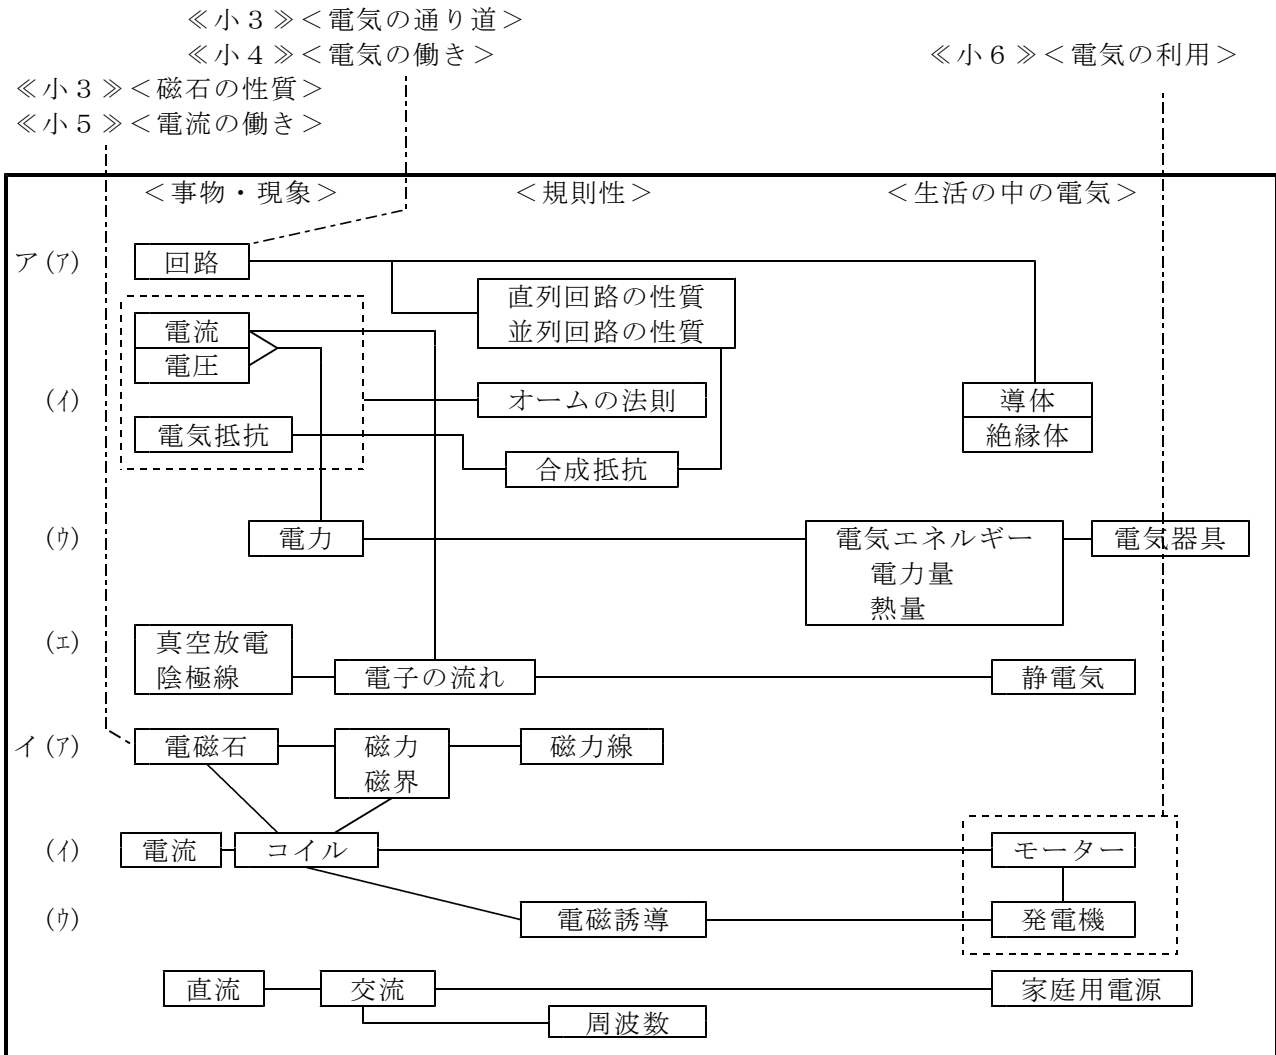 ≪小３≫＜電気の通り道＞
≪小４≫＜電気の働き＞
≪小６≫＜電気の利用＞
≪小３≫＜磁石の性質＞
≪小５≫＜電流の働き＞
＜事物・現象＞ ＜規則性＞ ＜生活の中の電気＞
ア(ｱ) 回路
直列回路の性質
電流 並列回路の性質
電圧
(ｲ) オームの法則 導体
電気抵抗 絶縁体
合成抵抗
(ｳ) 電力 電気エネルギー 電気器具
電力量
熱量
(ｴ) 真空放電
陰極線 電子の流れ 静電気
イ(ｱ) 電磁石 磁力 磁力線
磁界
(ｲ) 電流 コイル モーター
(ｳ) 電磁誘導 発電機
直流 交流 家庭用電源
周波数